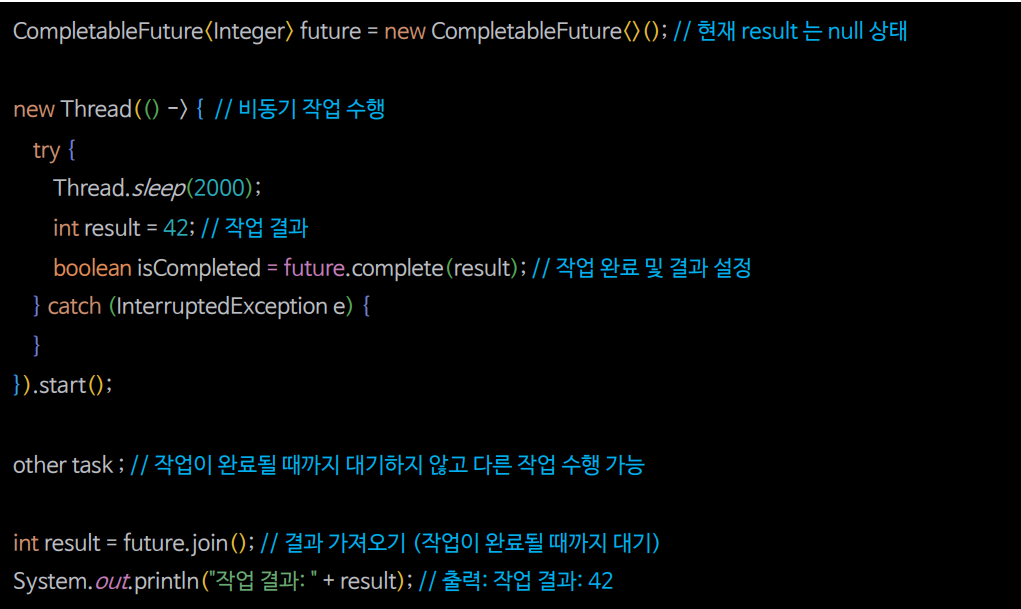 CompletableFuture〈Integer〉 future = new CompletableFuture〈〉(); // 현재 result 는 null 상태
new Thread(() -〉 { // 비동기 작업 수행
try {
Thread.sleep(2000);
int result = 42; // 작업 결과
boolean isCompleted = future.complete(result); // 작업 완료 및 결과 설정
} catch (InterruptedException e) {
}
}).start();
other task ; // 작업이 완료될 때까지 대기하지 않고 다른 작업 수행 가능
int result = future.join(); // 결과 가져오기 (작업이 완료될 때까지 대기)
System.out.println("작업 결과: " + result); // 출력: 작업 결과: 42